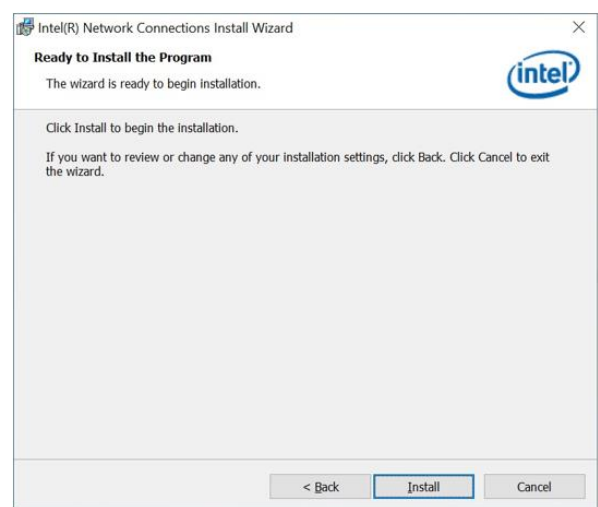 Intel(R) Network Connections Install Wizard
Ready to Install the Program
The wizard is ready to begin installation.
intel
Click Install to begin the installation.
If you want to review or change any of your installation settings, click Back. Click Cancel to exit
the wizard.
< Back
Install
Cancel